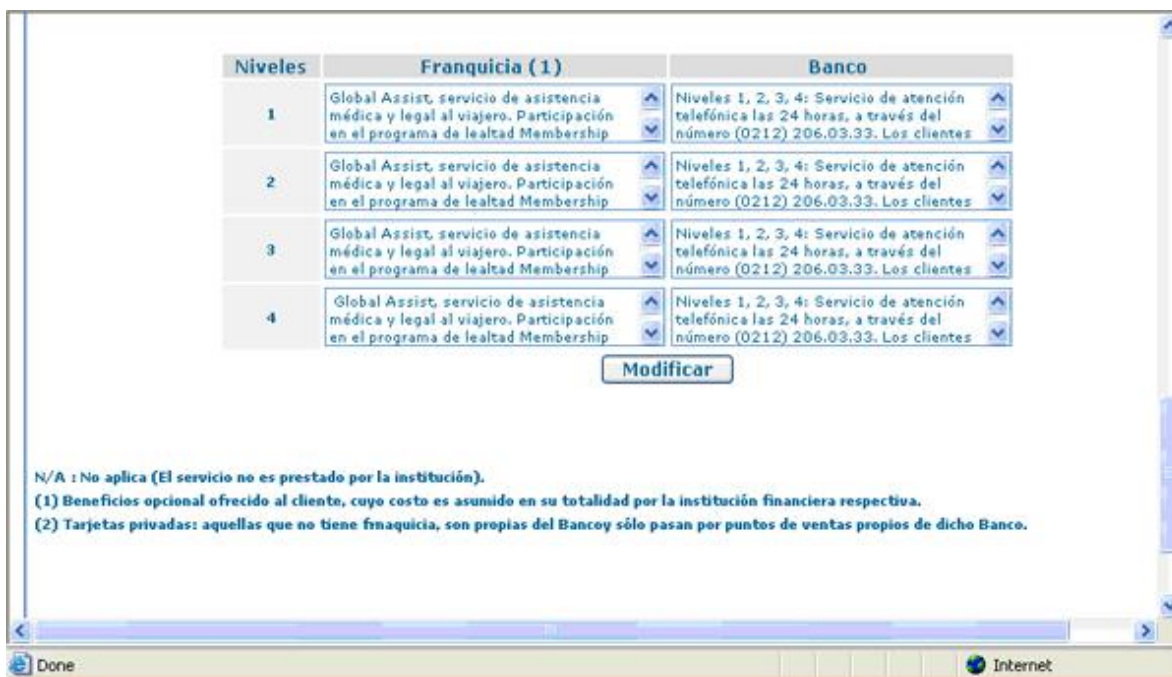 Niveles Franquicia (1) Banco
1
Global Assist, servicio de asistencia
médica y legal al viajero. Participación
en el programa de lealtad Membership
Niveles 1, 2, 3, 4: Servicio de atención
telefónica las 24 horas, a través del
número (0212) 206.03.33. Los clientes
2
Global Assist, servicio de asistencia
médica y legal al viajero. Participación
en el programa de lealtad Membership
Niveles 1, 2, 3, 4: Servicio de atención
telefónica las 24 horas, a través del
número (0212) 206.03.33. Los clientes
3
Global Assist, servicio de asistencia
médica y legal al viajero. Participación
en el programa de lealtad Membership
Niveles 1, 2, 3, 4: Servicio de atención
telefónica las 24 horas, a través del
número (0212) 206.03.33. Los clientes
4
Global Assist, servicio de asistencia
médica y legal al viajero. Participación
en el programa de lealtad Membership
Niveles 1, 2, 3, 4: Servicio de atención
telefónica las 24 horas, a través del
número (0212) 206.03.33. Los clientes
Modificar
N/A : No aplica (El servicio no es prestado por la institución).
(1) Beneficios opcional ofrecido al cliente, cuyo costo es asumido en su totalidad por la institución financiera respectiva.
(2) Tarjetas privadas: aquellas que no tiene frnaquicia, son propias del Bancoy sólo pasan por puntos de ventas propios de dicho Banco.
Done
Internet